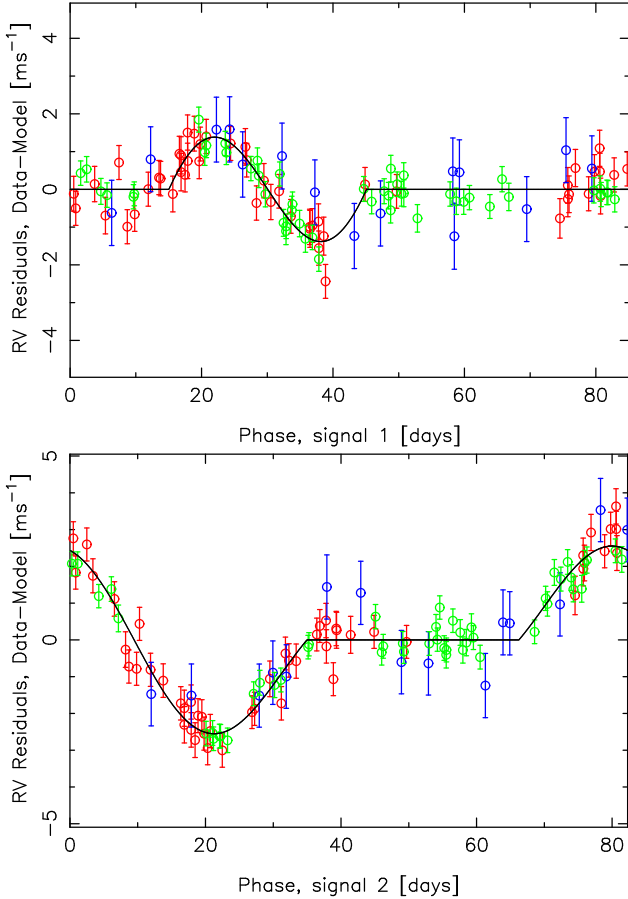 4
2
0
−2
−4
RV Residuals, Data−Model [ms⁻¹]
0 20 40 60 80
Phase, signal 1 [days]
5
0
−5
RV Residuals, Data−Model [ms⁻¹]
0 20 40 60 80
Phase, signal 2 [days]